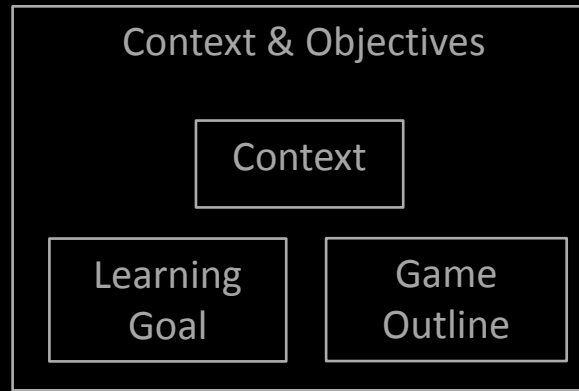 Context & Objectives
Context
Learning
Goal
Game
Outline